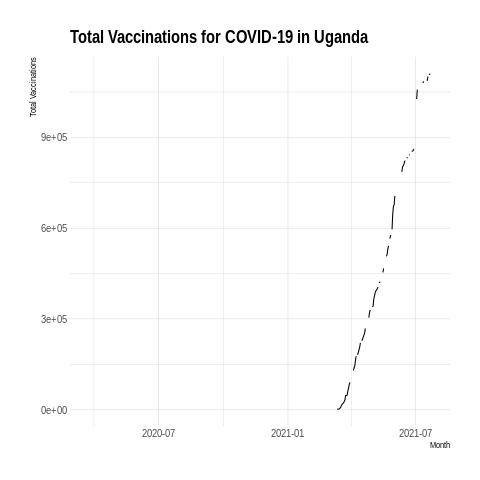 Total Vaccinations for COVID-19 in Uganda
Total Vaccinations
9e+05
6e+05
3e+05
0e+00
2020-07 2021-01 2021-07
Month